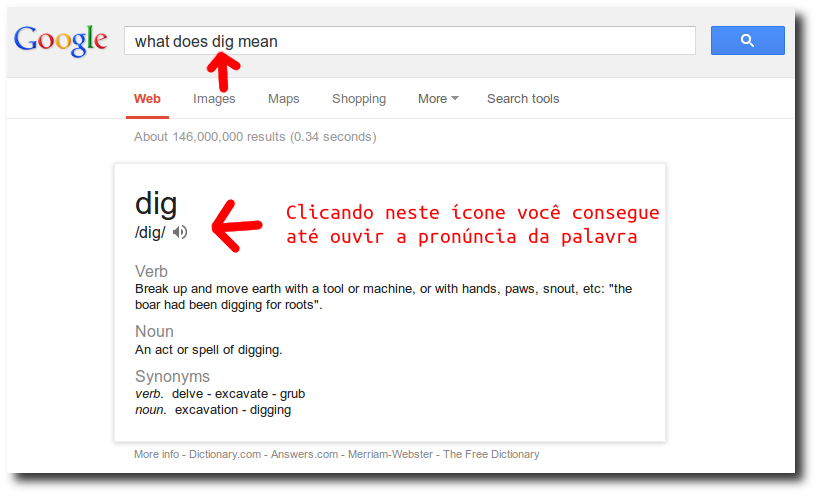 Google
what does dig mean
Web Images Maps Shopping More Search tools
About 146,000,000 results (0.34 seconds)
dig
/dig/
Clicando neste ícone você consegue
até ouvir a pronúncia da palavra
Verb
Break up and move earth with a tool or machine, or with hands, paws, snout, etc: "the
boar had been digging for roots".
Noun
An act or spell of digging.
Synonyms
verb. delve - excavate - grub
noun. excavation - digging
More info - Dictionary.com - Answers.com - Merriam-Webster - The Free Dictionary